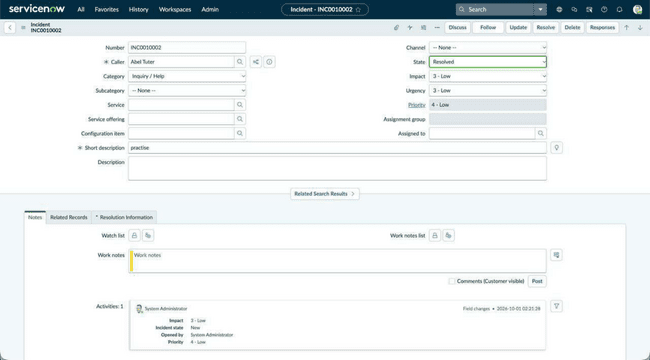 servicenow All Favorites History Workspaces Admin Incident - INC0010002 Search
Incident
INC0010002
Discuss Follow Update Resolve Delete Responses
Number INC0010002
Channel -- None --
* Caller Abel Tuter
State Resolved
Category Inquiry / Help
Impact 3 - Low
Subcategory -- None --
Urgency 3 - Low
Service
Priority 4 - Low
Service offering
Assignment group
Configuration item
Assigned to
* Short description practise
Description
Related Search Results >
Notes Related Records * Resolution Information
Watch list
Work notes list
Work notes Work notes
Comments (Customer visible) Post
Activities: 1
System Administrator
Field changes • 2026-10-01 02:21:38
Impact 3 - Low
Incident state New
Opened by System Administrator
Priority 4 - Low